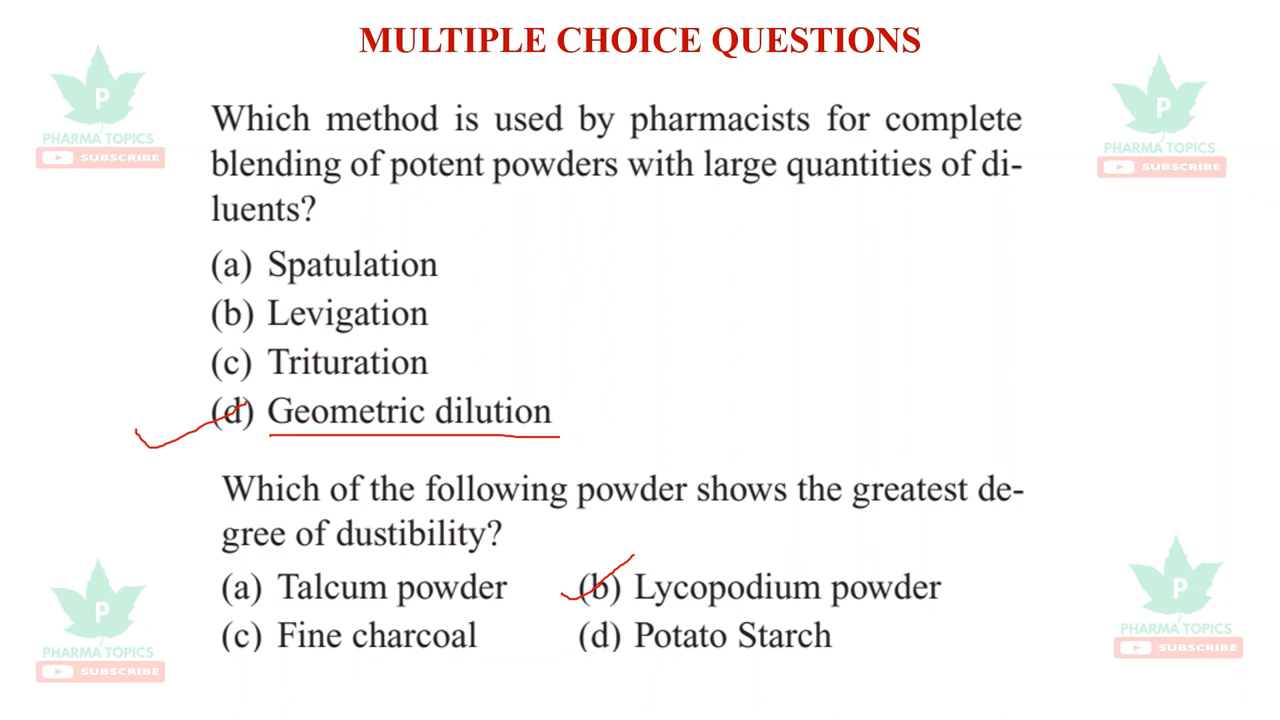 MULTIPLE CHOICE QUESTIONS
P
PHARMA TOPICS
SUBSCRIBE
P
PHARMA TOPICS
SUBSCRIBE
Which method is used by pharmacists for complete
blending of potent powders with large quantities of di-
luents?
(a) Spatulation
(b) Levigation
(c) Trituration
(d) Geometric dilution
Which of the following powder shows the greatest de-
gree of dustibility?
(a) Talcum powder (b) Lycopodium powder
(c) Fine charcoal (d) Potato Starch
P
PHARMA TOPICS
SUBSCRIBE
P
PHARMA TOPICS
SUBSCRIBE